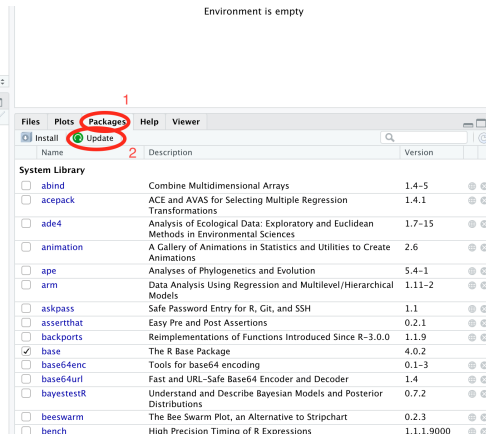 Environment is empty
1
Files Plots Packages Help Viewer
Install Update
2 Name Description Version
System Library
abind Combine Multidimensional Arrays 1.4-5
acepack ACE and AVAS for Selecting Multiple Regression 1.4.1
Transformations
ade4 Analysis of Ecological Data: Exploratory and Euclidean 1.7-15
Methods in Environmental Sciences
animation A Gallery of Animations in Statistics and Utilities to Create 2.6
Animations
ape Analyses of Phylogenetics and Evolution 5.4-1
arm Data Analysis Using Regression and Multilevel/Hierarchical 1.11-2
Models
askpass Safe Password Entry for R, Git, and SSH 1.1
assertthat Easy Pre and Post Assertions 0.2.1
backports Reimplementations of Functions Introduced Since R-3.0.0 1.1.9
base The R Base Package 4.0.2
base64enc Tools for base64 encoding 0.1-3
base64url Fast and URL-Safe Base64 Encoder and Decoder 1.4
bayestestR Understand and Describe Bayesian Models and Posterior 0.7.2
Distributions
beeswarm The Bee Swarm Plot, an Alternative to Stripchart 0.2.3
bench High Precision Timing of R Expressions 1.1.1.9000